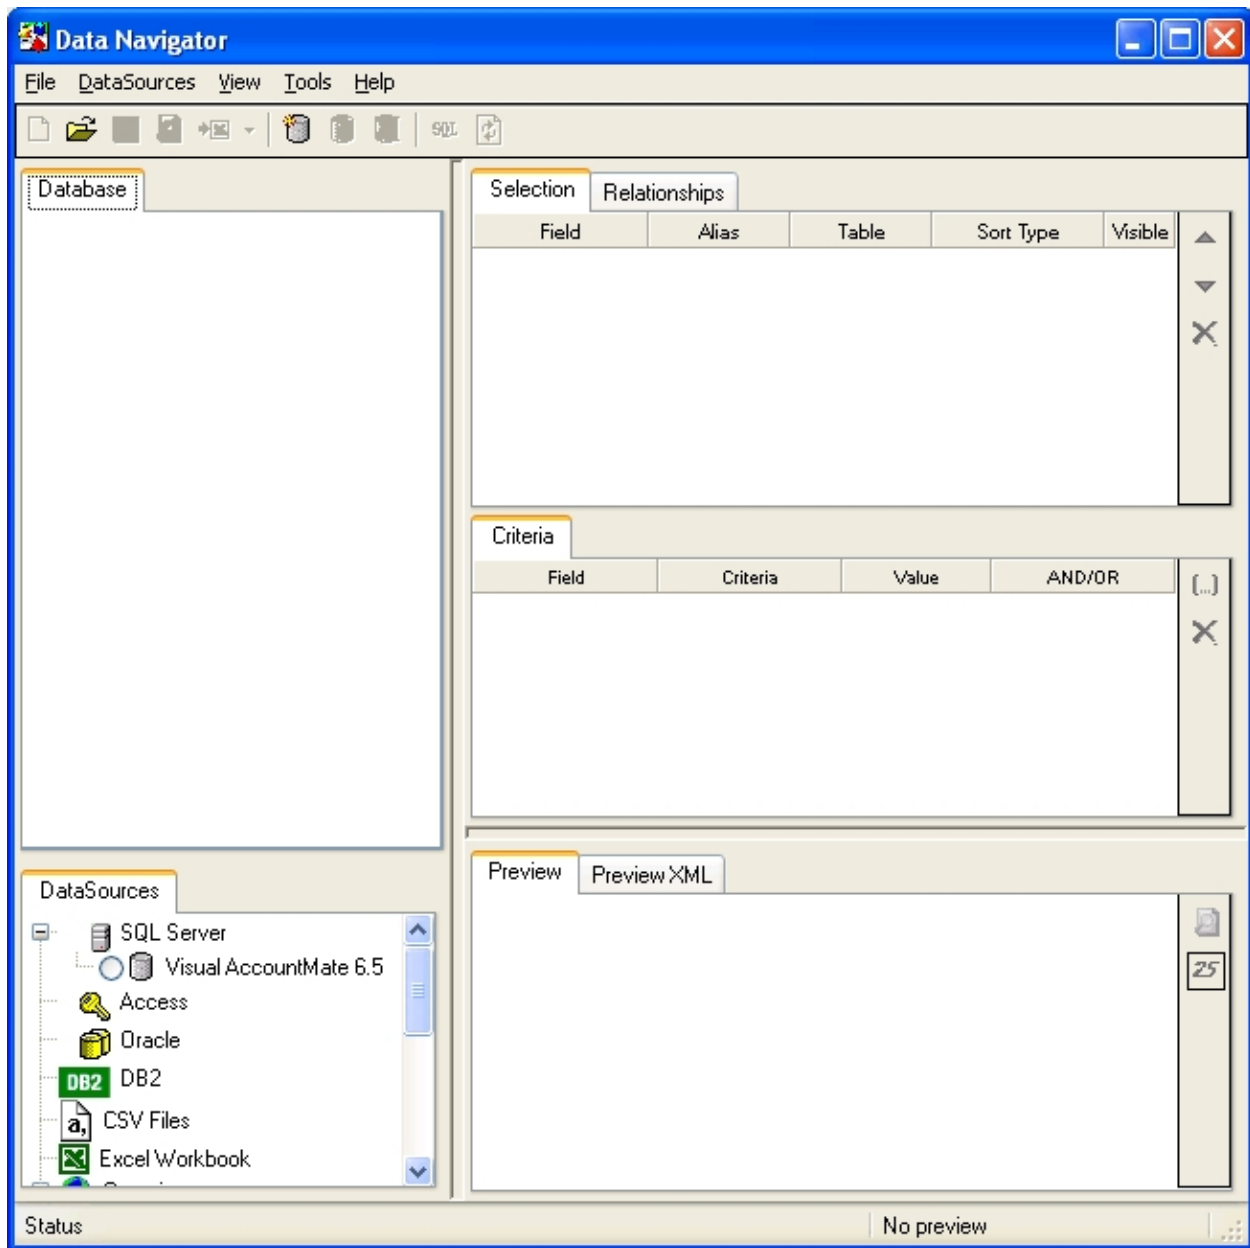 Data Navigator
File DataSources View Tools Help
SQL
Database
Selection Relationships
Field Alias Table Sort Type Visible
Criteria
Field Criteria Value AND/OR
(...)
DataSources
SQL Server
Visual AccountMate 6.5
Access
Oracle
DB2 DB2
a, CSV Files
Excel Workbook
Preview Preview XML
25
Status No preview